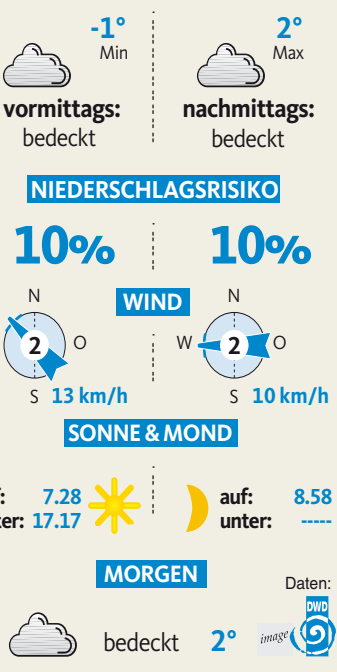 -1° 2°
Min Max
vormittags: nachmittags:
bedeckt bedeckt
NIEDERSCHLAGSRISIKO
10% 10%
WIND
N N
2 O W 2 O
S 13 km/h S 10 km/h
SONNE & MOND
: 7.28 auf: 8.58
er: 17.17 unter: -----
MORGEN
Daten:
DWD
bedeckt 2° image